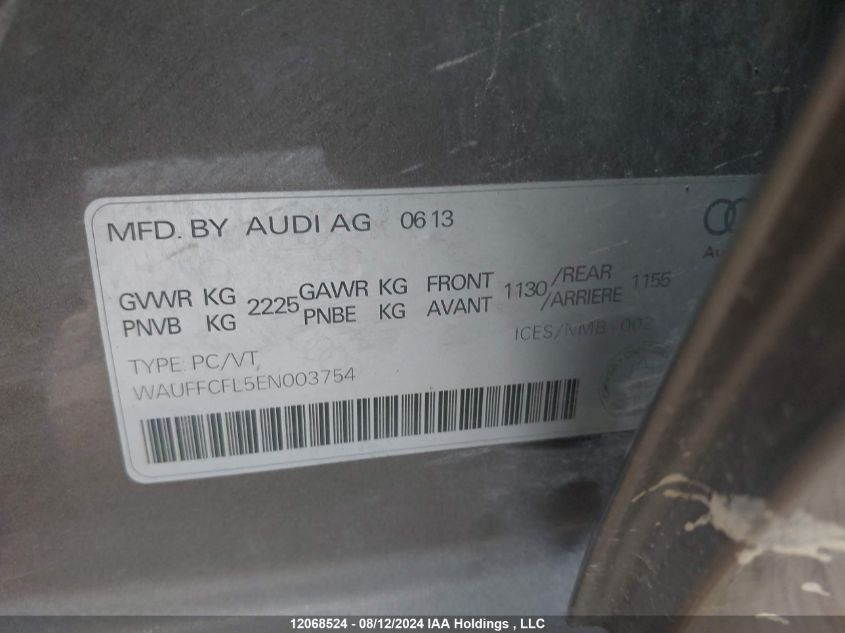 MFD. BY AUDI AG 06 13
GVWR KG 2225 GAWR KG FRONT 1130 /REAR 1155
PNVB KG PNBE KG AVANT /ARRIERE
ICES/NMB-002
TYPE: PC/VT,
WAUFFCFL5EN003754
12068524 - 08/12/2024 IAA Holdings , LLC